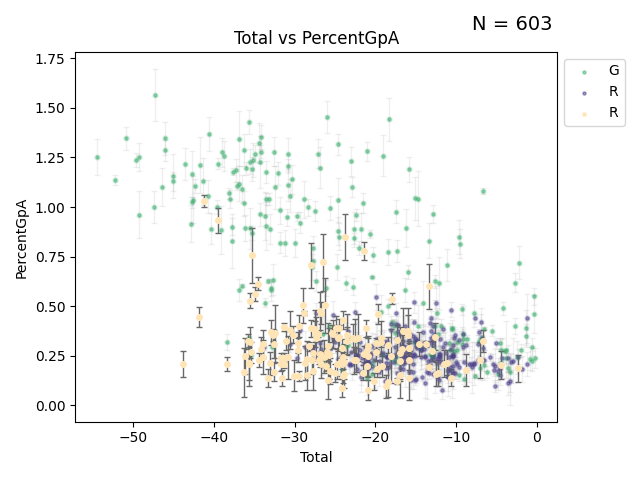 N = 603
Total vs PercentGpA
1.75
1.50
1.25
1.00
0.75
0.50
0.25
0.00
PercentGpA
−50
−40
−30
−20
−10
0
Total
G
R
R